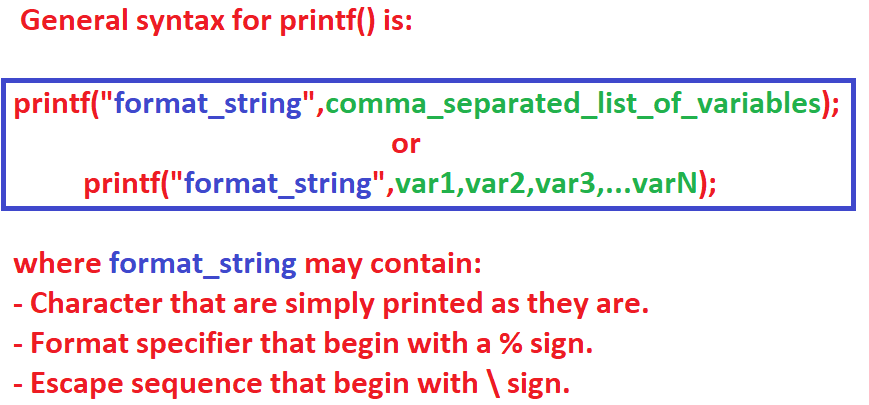 General syntax for printf() is:
printf("format_string",comma_separated_list_of_variables);
or
printf("format_string",var1,var2,var3,...varN);
where format_string may contain:
- Character that are simply printed as they are.
- Format specifier that begin with a % sign.
- Escape sequence that begin with \ sign.